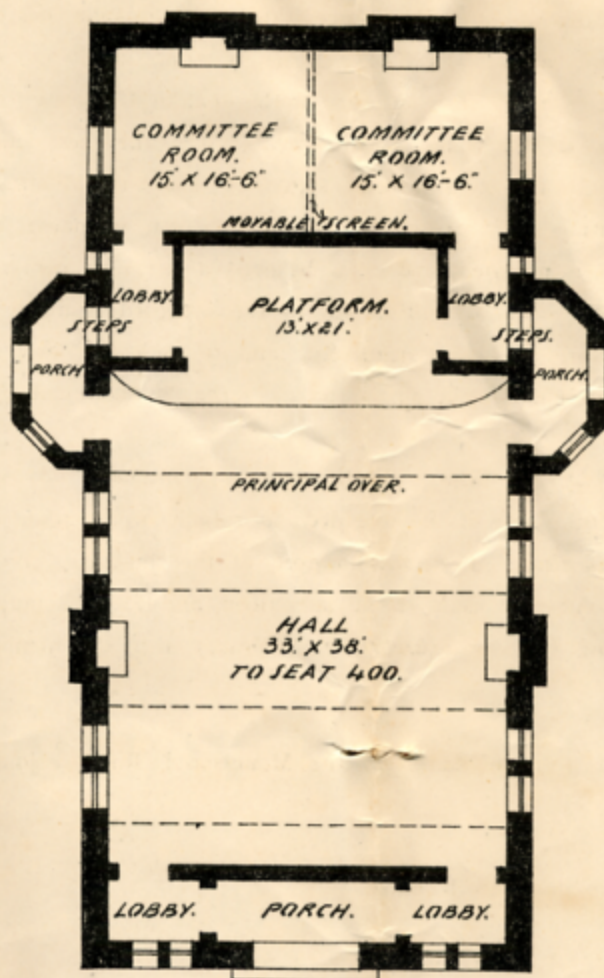 COMMITTEE
ROOM.
15'. X 16'-6".
COMMITTEE
ROOM.
15'. X 16'-6".
MOVABLE SCREEN.
LOBBY.
PLATFORM.
13'. X 21'.
LOBBY.
STEPS
STEPS.
PORCH
PORCH.
PRINCIPAL OVER.
HALL
33'. X 38'.
TO SEAT 400.
LOBBY.
PORCH.
LOBBY.